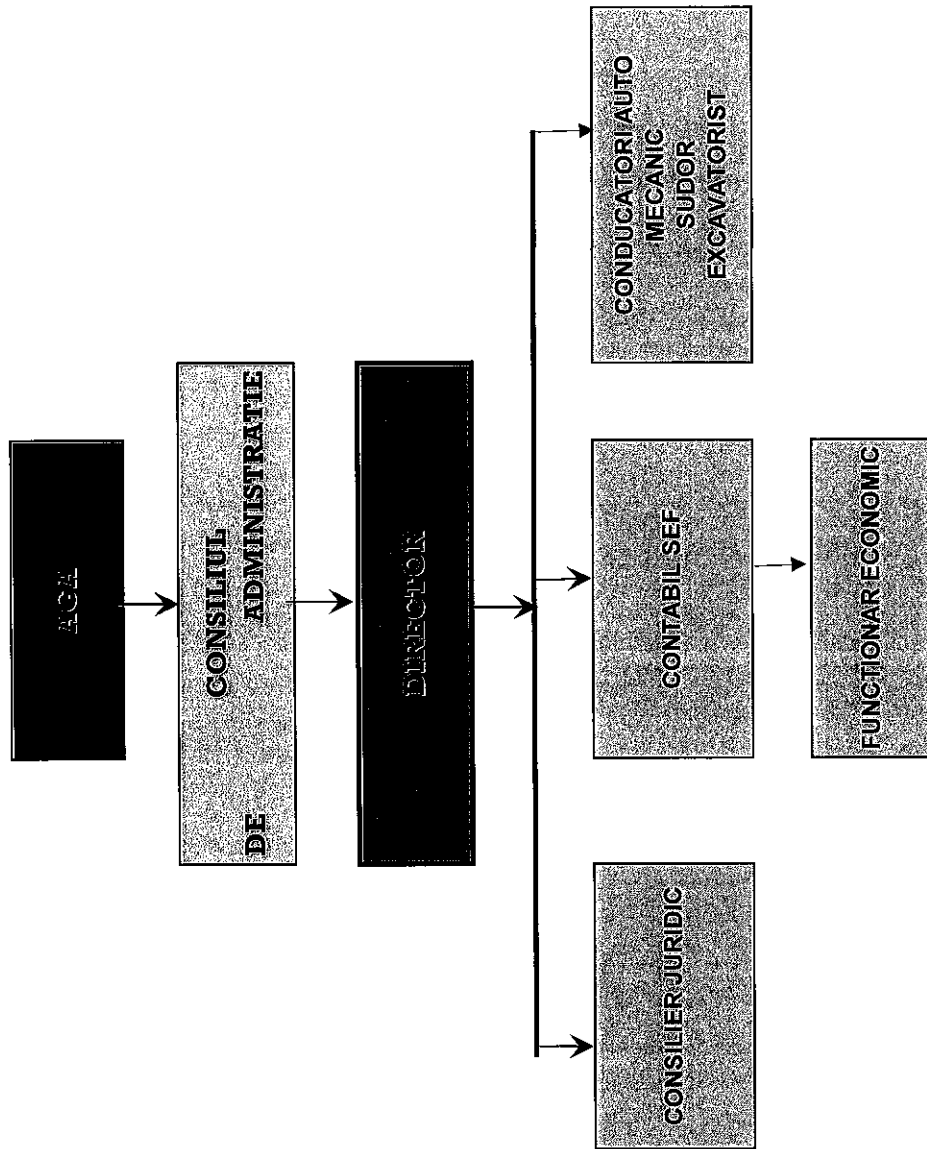 AGA
CONSILIUL
DE ADMINISTRATIE
DIRECTOR
CONSILIER JURIDIC
CONTABIL SEF
CONDUCATORI AUTO
MECANIC
SUDOR
EXCAVATORIST
FUNCTIONAR ECONOMIC